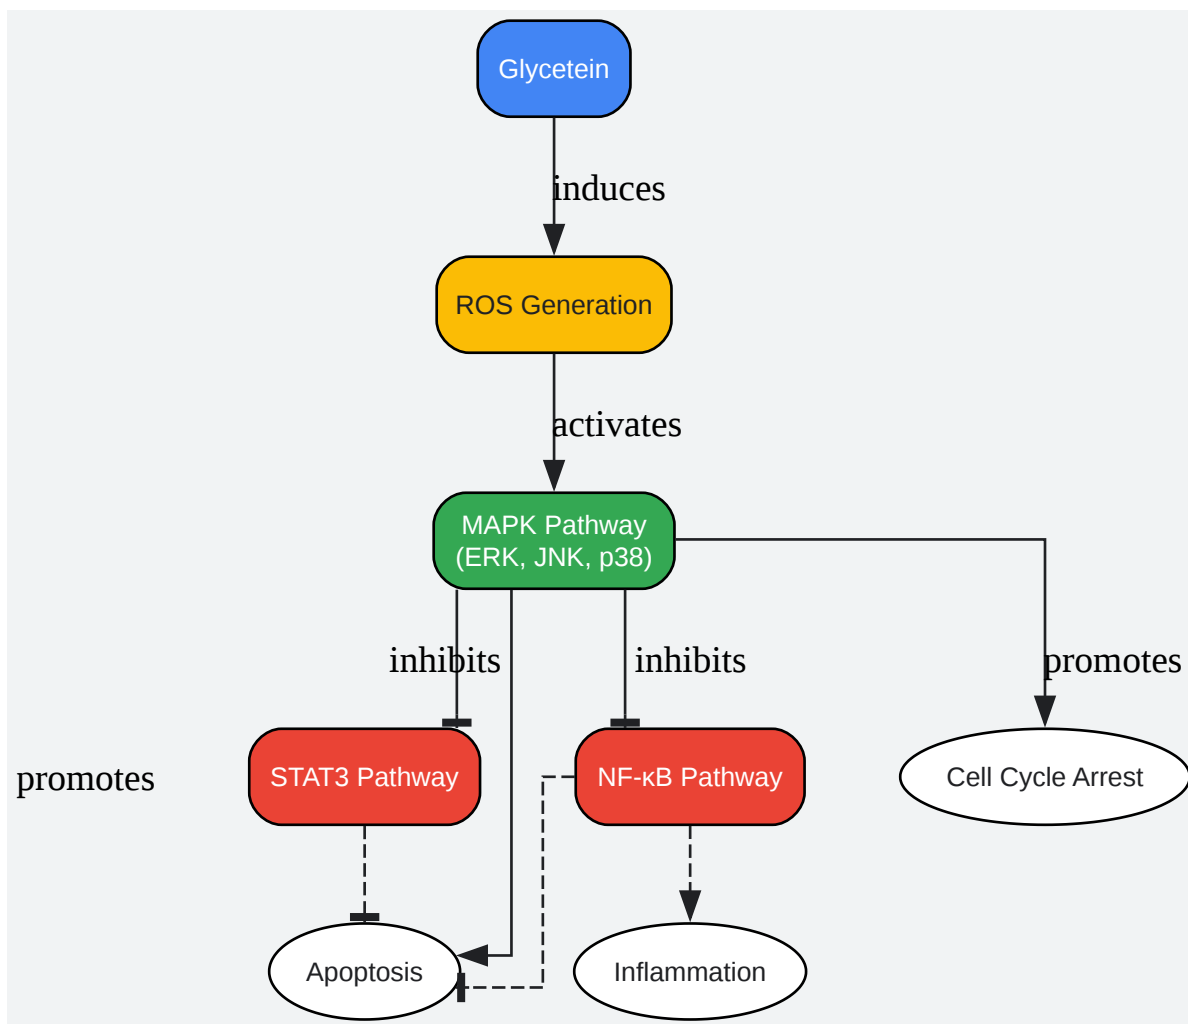 Glycetein
induces
ROS Generation
activates
MAPK Pathway
(ERK, JNK, p38)
inhibits
inhibits
promotes
promotes
STAT3 Pathway
NF-κB Pathway
Cell Cycle Arrest
Apoptosis
Inflammation